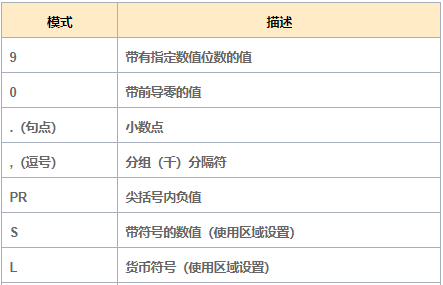 模式 描述
9 带有指定数值位数的值
0 带前导零的值
.（句点） 小数点
,（逗号） 分组（千）分隔符
PR 尖括号内负值
S 带符号的数值（使用区域设置）
L 货币符号（使用区域设置）